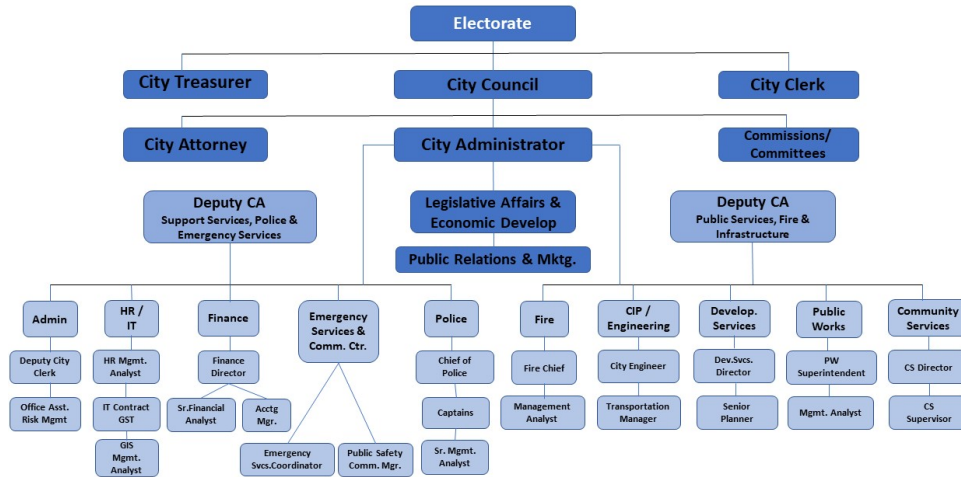 Electorate
City Treasurer
City Council
City Clerk
City Attorney
City Administrator
Commissions/
Committees
Deputy CA
Support Services, Police &
Emergency Services
Legislative Affairs &
Economic Develop
Deputy CA
Public Services, Fire &
Infrastructure
Public Relations & Mktg.
Admin
HR /
IT
Finance
Emergency
Services &
Comm. Ctr.
Police
Fire
CIP /
Engineering
Develop.
Services
Public
Works
Community
Services
Deputy City
Clerk
HR Mgmt.
Analyst
Finance
Director
Chief of
Police
Fire Chief
City Engineer
Dev.Svcs.
Director
PW
Superintendent
CS Director
Office Asst.
Risk Mgmt
IT Contract
GST
Sr.Financial
Analyst
Acctg
Mgr.
Captains
Management
Analyst
Transportation
Manager
Senior
Planner
Mgmt. Analyst
CS
Supervisor
GIS
Mgmt.
Analyst
Emergency
Svcs.Coordinator
Public Safety
Comm. Mgr.
Sr. Mgmt.
Analyst